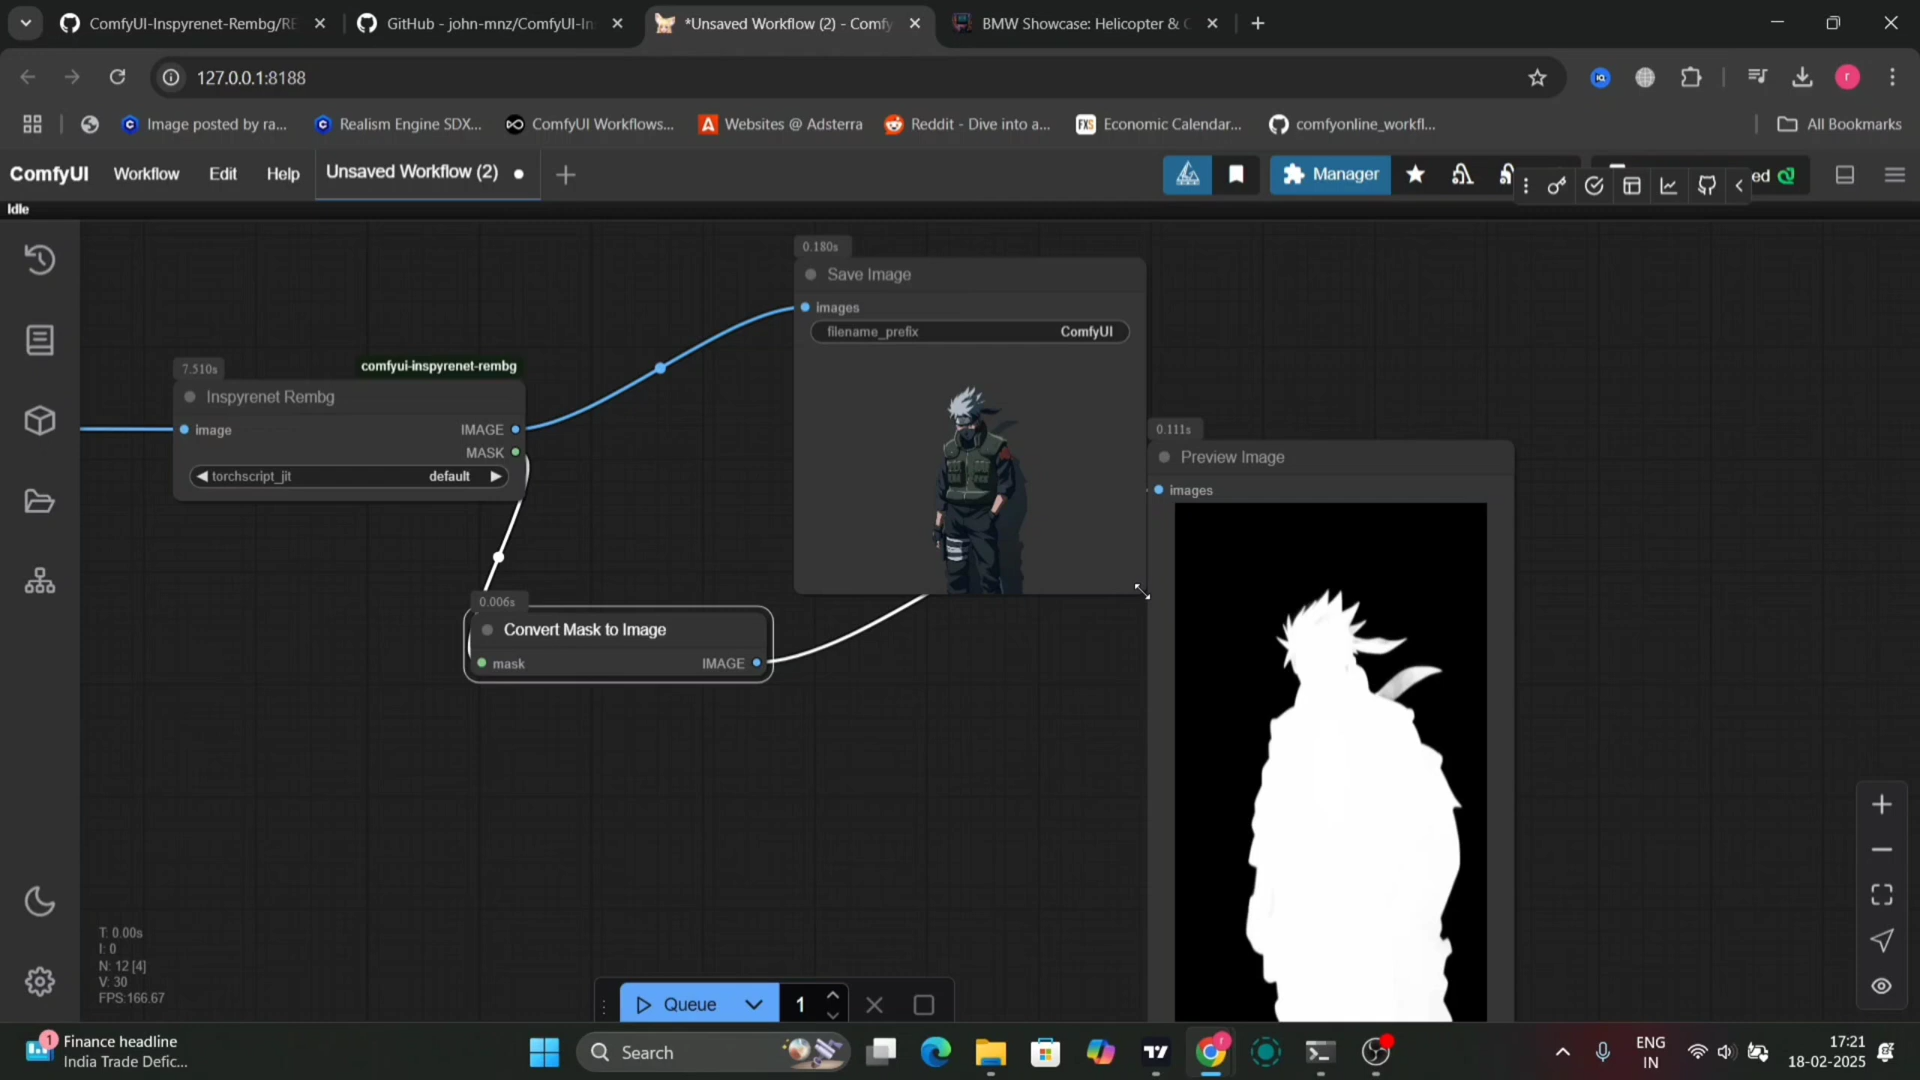 ComfyUI-Inspyrenet-Rembg/RE
GitHub - john-mnz/ComfyUI-In
*Unsaved Workflow (2) - Comfy
BMW Showcase: Helicopter & C
127.0.0.1:8188
Image posted by ra...
Realism Engine SDX...
ComfyUI Workflows...
Websites @ Adsterra
Reddit - Dive into a...
Economic Calendar...
comfyonline_workfl...
All Bookmarks
ComfyUI
Workflow
Edit
Help
Unsaved Workflow (2)
Manager
ed
Idle
0.180s
Save Image
images
filename_prefix ComfyUI
7.510s
comfyui-inspyrenet-rembg
Inspyrenet Rembg
image
IMAGE
MASK
torchscript_jit default
0.111s
Preview Image
images
0.006s
Convert Mask to Image
mask
IMAGE
T: 0.00s
I: 0
N: 12 [4]
V: 30
FPS:166.67
Queue
1
1
Finance headline
India Trade Defic...
Search
ENG
IN
17:21
18-02-2025